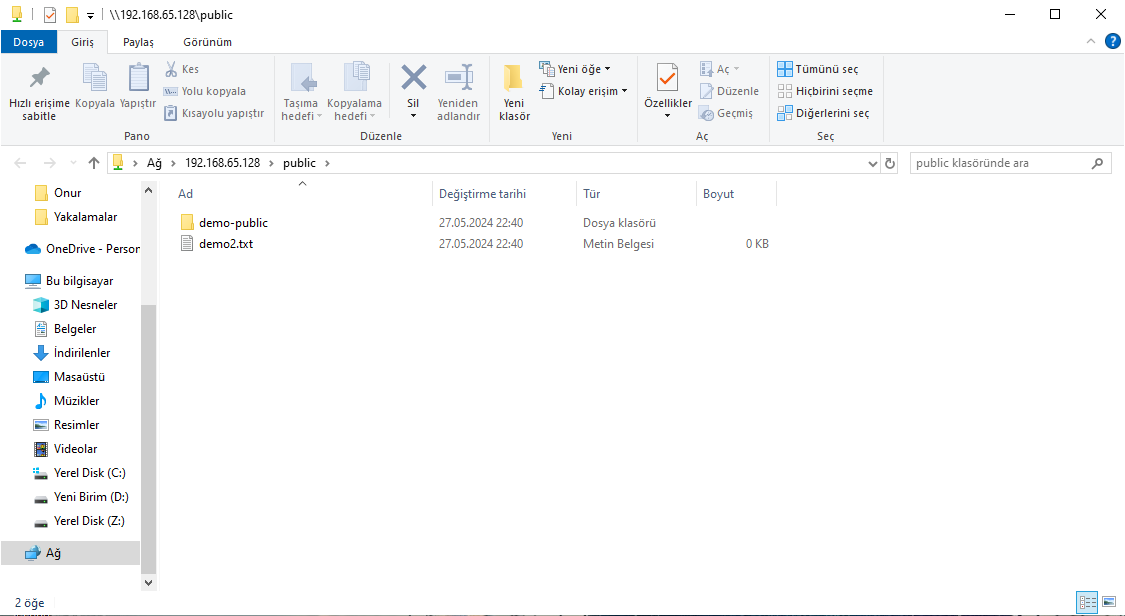 \\192.168.65.128\public
Dosya Giriş Paylaş Görünüm
Hızlı erişime sabitle
Kopyala
Yapıştır
Kes
Yolu kopyala
Kısayolu yapıştır
Pano
Taşıma hedefi
Kopyalama hedefi
Sil
Yeniden adlandır
Düzenle
Yeni klasör
Yeni öğe
Kolay erişim
Yeni
Özellikler
Aç
Düzenle
Geçmiş
Aç
Tümünü seç
Hiçbirini seçme
Diğerlerini seç
Seç
Ağ > 192.168.65.128 > public >
public klasöründe ara
Onur
Yakalamalar
OneDrive - Person
Bu bilgisayar
3D Nesneler
Belgeler
İndirilenler
Masaüstü
Müzikler
Resimler
Videolar
Yerel Disk (C:)
Yeni Birim (D:)
Yerel Disk (Z:)
Ağ
Ad Değiştirme tarihi Tür Boyut
demo-public 27.05.2024 22:40 Dosya klasörü
demo2.txt 27.05.2024 22:40 Metin Belgesi 0 KB
2 öğe